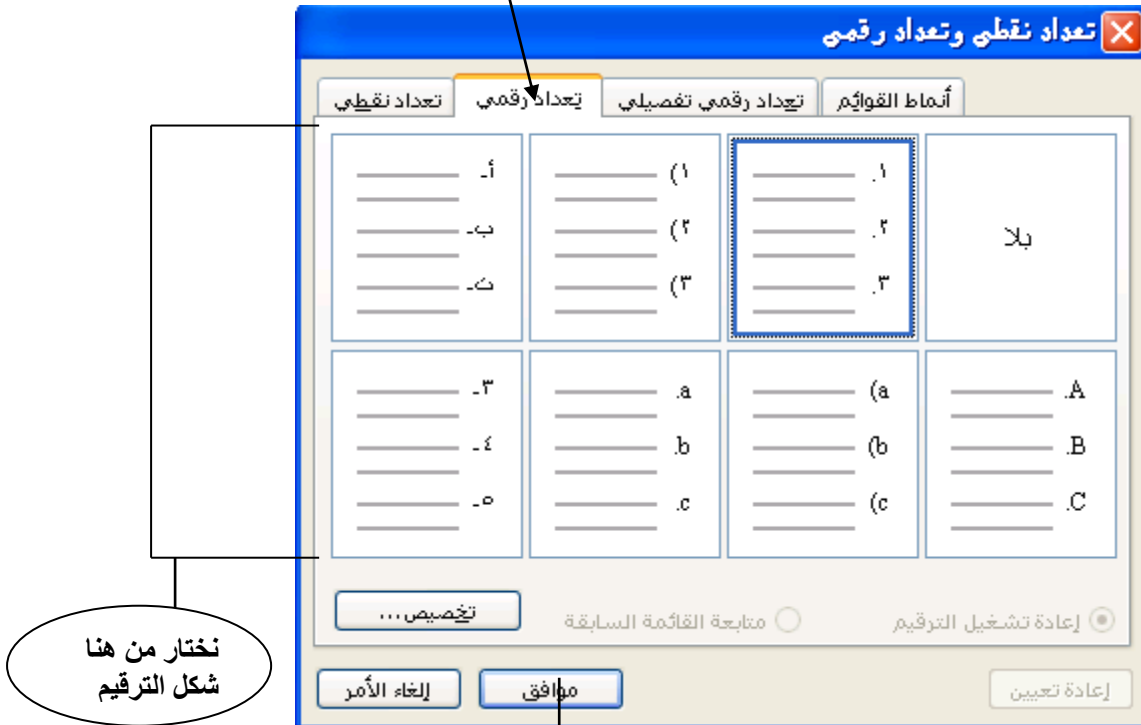 تعداد نقطي وتعداد رقمي
أنماط القوائم
تعداد رقمي تفصيلي
تعداد رقمي
تعداد نقطي
بلا
١.
٢.
٣.
١)
٢)
٣)
أ-
ب-
ت-
A.
B.
C.
a)
b)
c)
a.
b.
c.
٣-
٤-
٥-
إعادة تشغيل الترقيم
متابعة القائمة السابقة
تخصيص...
إعادة تعيين
موافق
إلغاء الأمر
نختار من هنا
شكل الترقيم